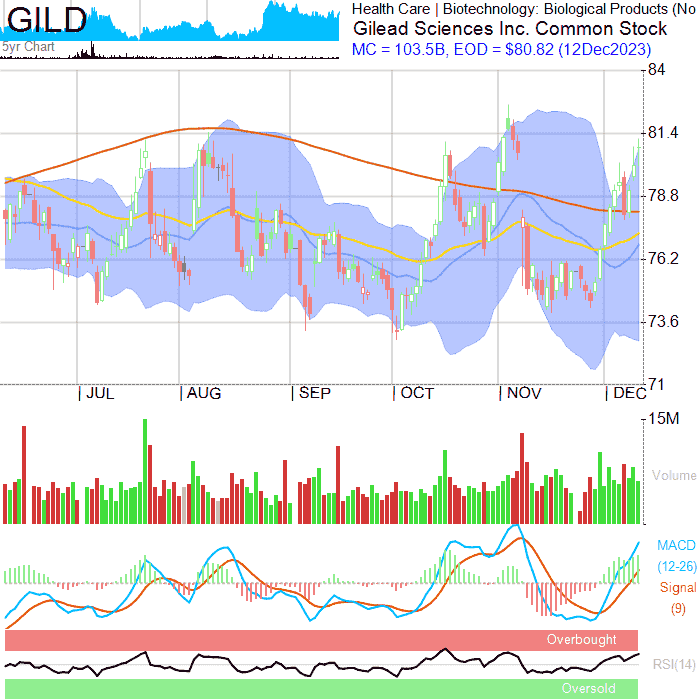 GILD
5yr Chart
Health Care | Biotechnology: Biological Products (No
Gilead Sciences Inc. Common Stock
MC = 103.5B, EOD = $80.82 (12Dec2023)
84
81.4
78.8
76.2
73.6
71
| JUL | AUG | SEP | OCT | NOV | DEC
15M
Volume
MACD
(12-26)
Signal
(9)
Overbought
RSI(14)
Oversold